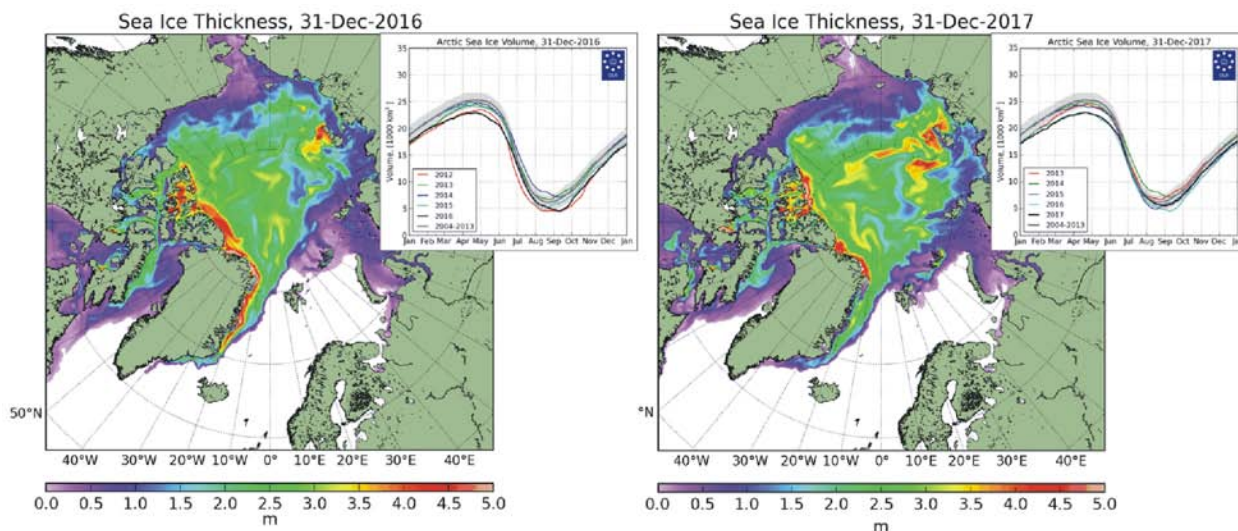 Sea Ice Thickness, 31-Dec-2016
Arctic Sea Ice Volume, 31-Dec-2016
35
30
25
20
15
10
5
0
Volume, [1000 km³ ]
2012
2013
2014
2015
2016
2004-2013
Jan Feb Mar Apr May Jun Jul Aug Sep Oct Nov Dec Jan
50°N
40°W 30°W 20°W 10°W 0° 10°E 20°E 30°E 40°E
0.0 0.5 1.0 1.5 2.0 2.5 3.0 3.5 4.0 4.5 5.0
m
Sea Ice Thickness, 31-Dec-2017
Arctic Sea Ice Volume, 31-Dec-2017
35
30
25
20
15
10
5
0
Volume, [1000 km³ ]
2013
2014
2015
2016
2017
2004-2013
Jan Feb Mar Apr May Jun Jul Aug Sep Oct Nov Dec Jan
°N
40°W 30°W 20°W 10°W 0° 10°E 20°E 30°E 40°E
0.0 0.5 1.0 1.5 2.0 2.5 3.0 3.5 4.0 4.5 5.0
m